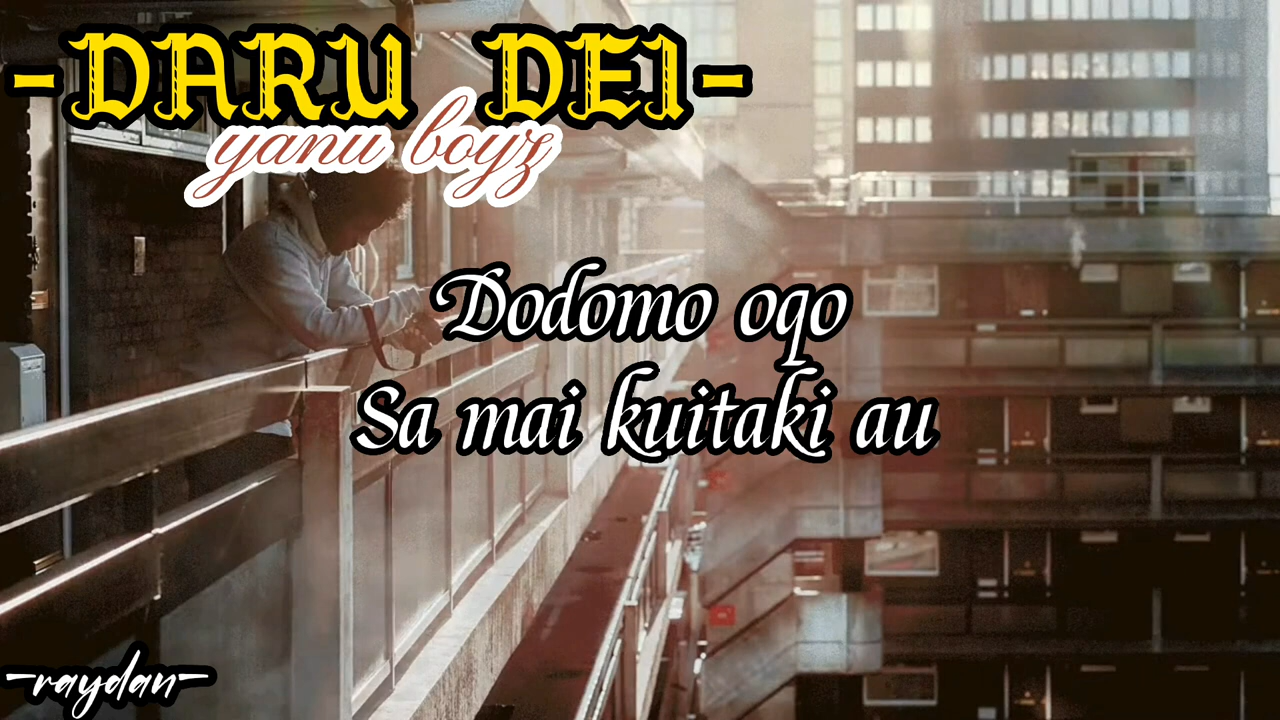 -DARU DEI-
yanu boyz
Dodomo oqo
Sa mai kuitaki au
-raydan-